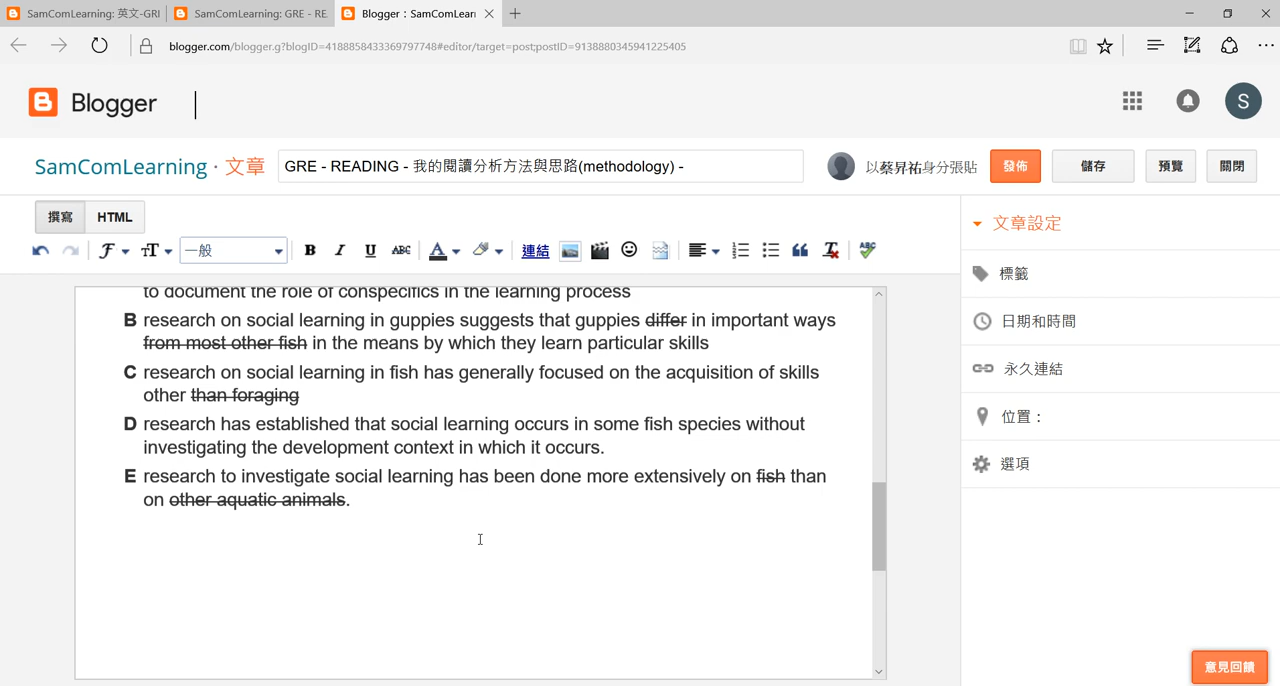 SamComLearning: 英文-GRI
SamComLearning: GRE - RE
Blogger：SamComLearn
blogger.com/blogger.g?blogID=4188858433369797748#editor/target=post;postID=9138880345941225405
Blogger
S
SamComLearning · 文章
GRE - READING - 我的閱讀分析方法與思路(methodology) -
以蔡昇祐身分張貼
發佈
儲存
預覽
關閉
撰寫
HTML
一般
B
I
U
ABC
A
連結
ABC
文章設定
標籤
日期和時間
永久連結
位置：
選項
to document the role of conspecifics in the learning process
B research on social learning in guppies suggests that guppies differ in important ways
from most other fish in the means by which they learn particular skills
C research on social learning in fish has generally focused on the acquisition of skills
other than foraging
D research has established that social learning occurs in some fish species without
investigating the development context in which it occurs.
E research to investigate social learning has been done more extensively on fish than
on other aquatic animals.
意見回饋